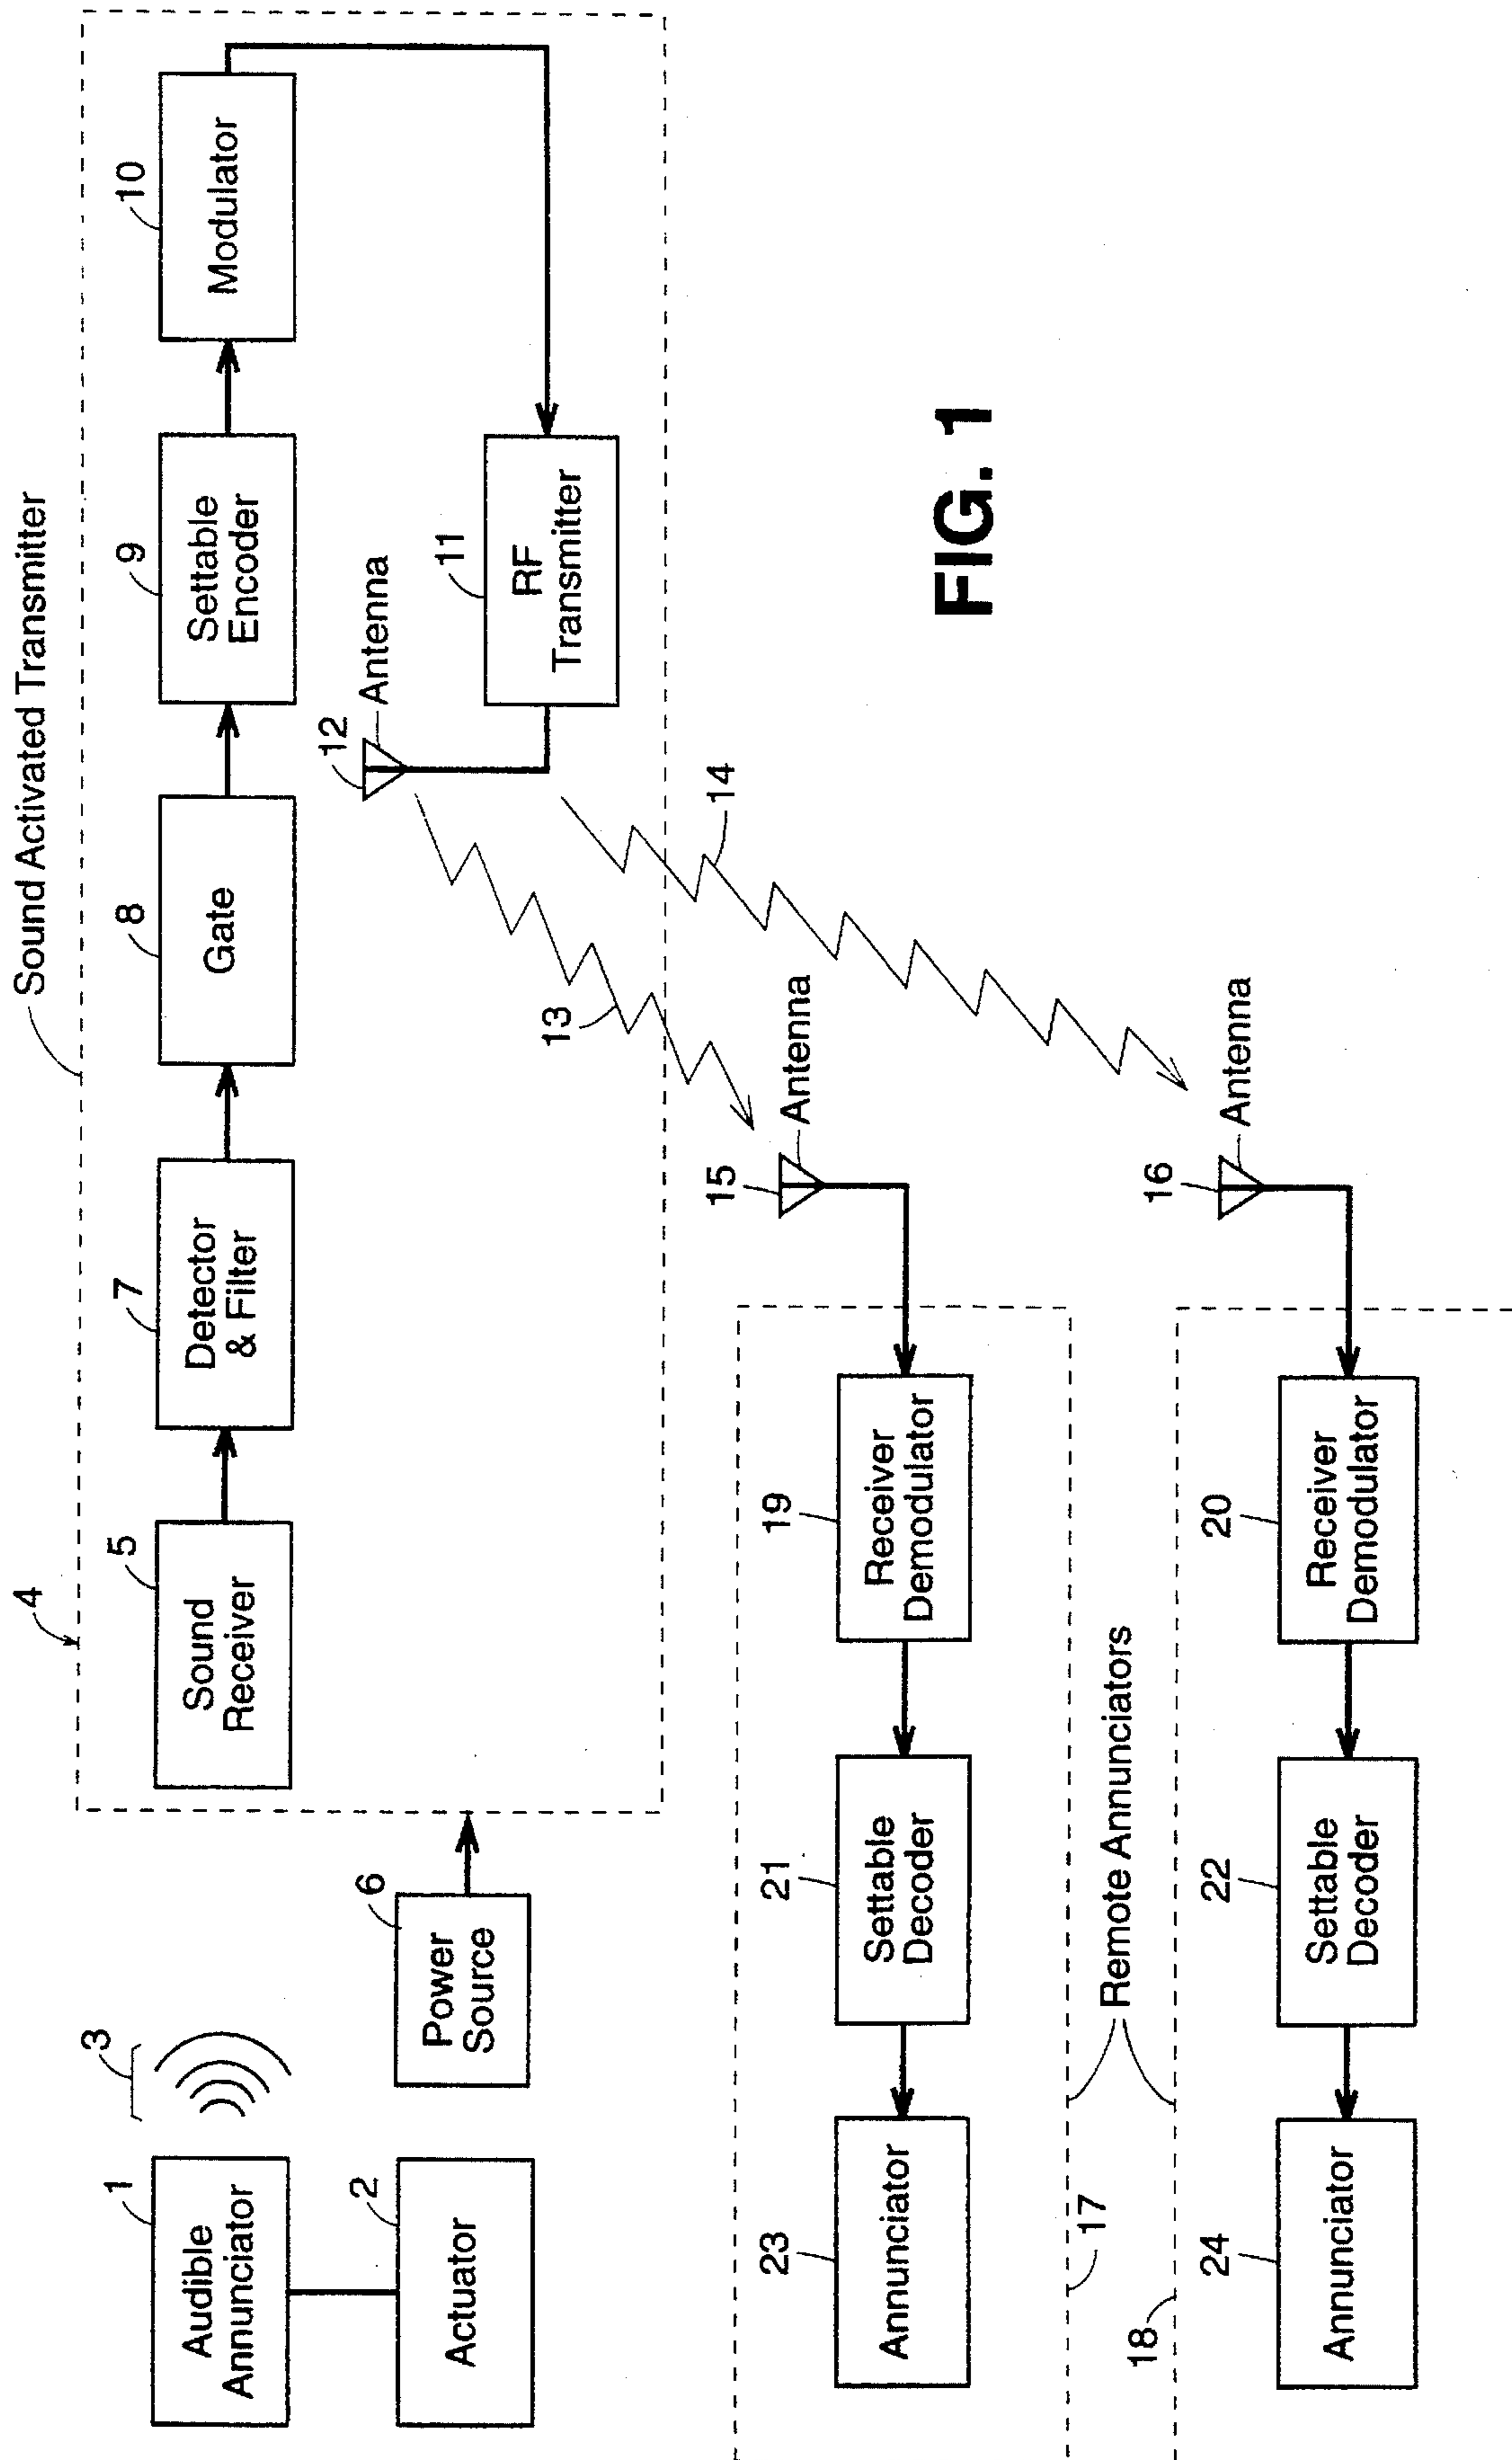 Sound Activated Transmitter
4
1
Audible
Annunciator
3
5
Sound
Receiver
7
Detector
& Filter
8
Gate
9
Settable
Encoder
10
Modulator
2
Actuator
6
Power
Source
12
Antenna
11
RF
Transmitter
13
14
15
Antenna
23
Annunciator
21
Settable
Decoder
19
Receiver
Demodulator
17
Remote Annunciators
18
16
Antenna
24
Annunciator
22
Settable
Decoder
20
Receiver
Demodulator
FIG. 1